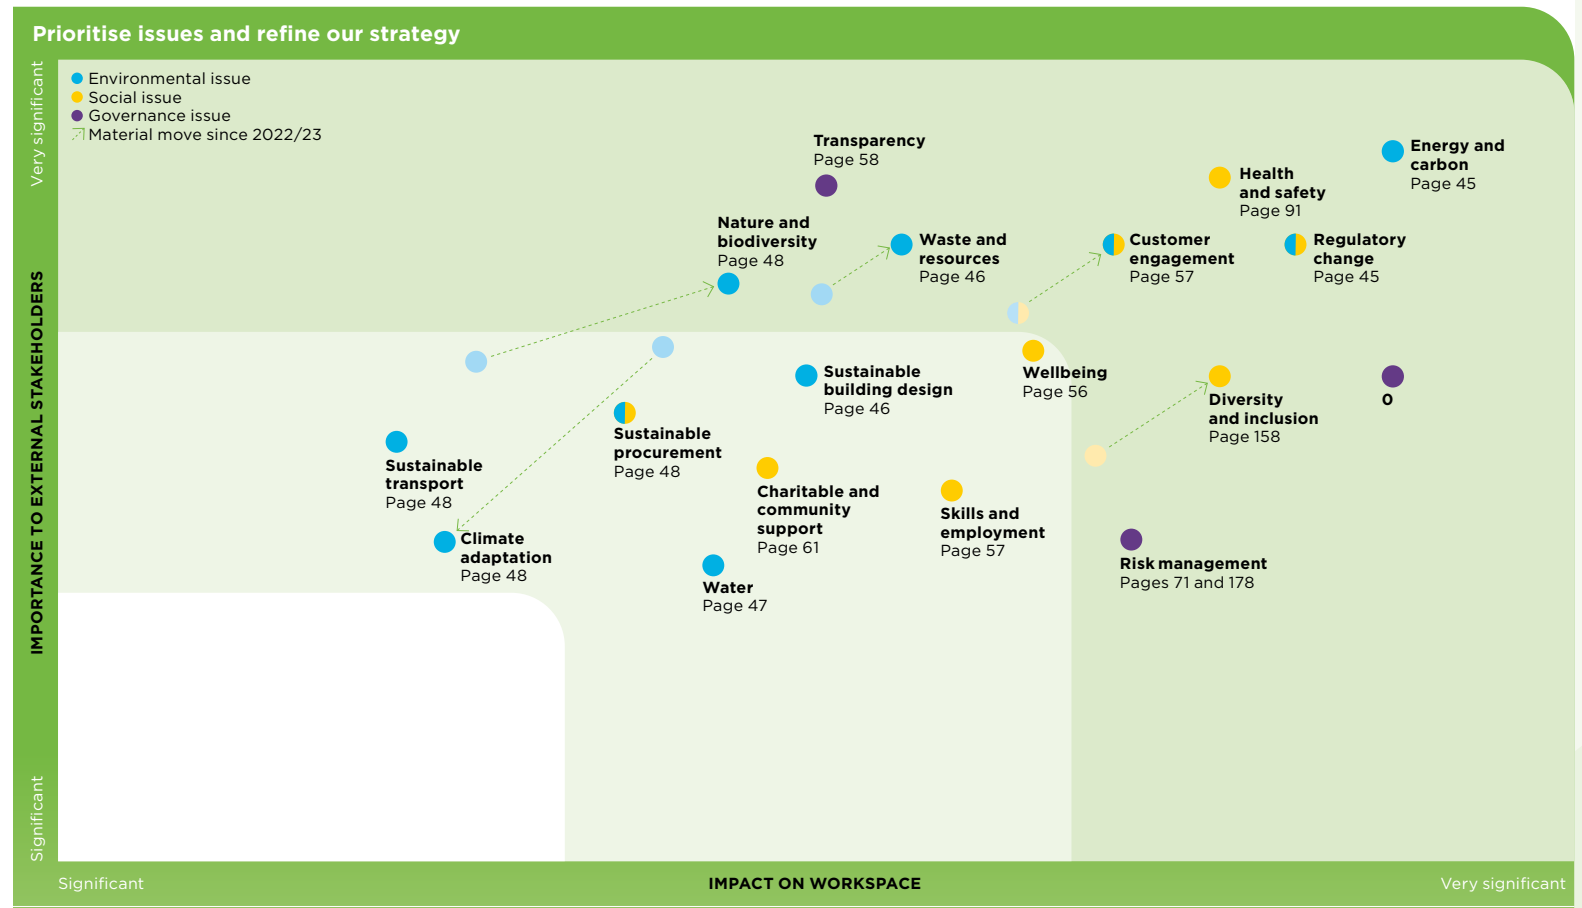 Prioritise issues and refine our strategy
Very significant
IMPORTANCE TO EXTERNAL STAKEHOLDERS
Significant
Environmental issue
Social issue
Governance issue
Material move since 2022/23
Transparency
Page 58
Energy and
carbon
Page 45
Health
and safety
Page 91
Nature and
biodiversity
Page 48
Waste and
resources
Page 46
Customer
engagement
Page 57
Regulatory
change
Page 45
Sustainable
building design
Page 46
Wellbeing
Page 56
Diversity
and inclusion
Page 158
0
Sustainable
procurement
Page 48
Sustainable
transport
Page 48
Charitable and
community
support
Page 61
Skills and
employment
Page 57
Climate
adaptation
Page 48
Risk management
Pages 71 and 178
Water
Page 47
Significant
IMPACT ON WORKSPACE
Very significant